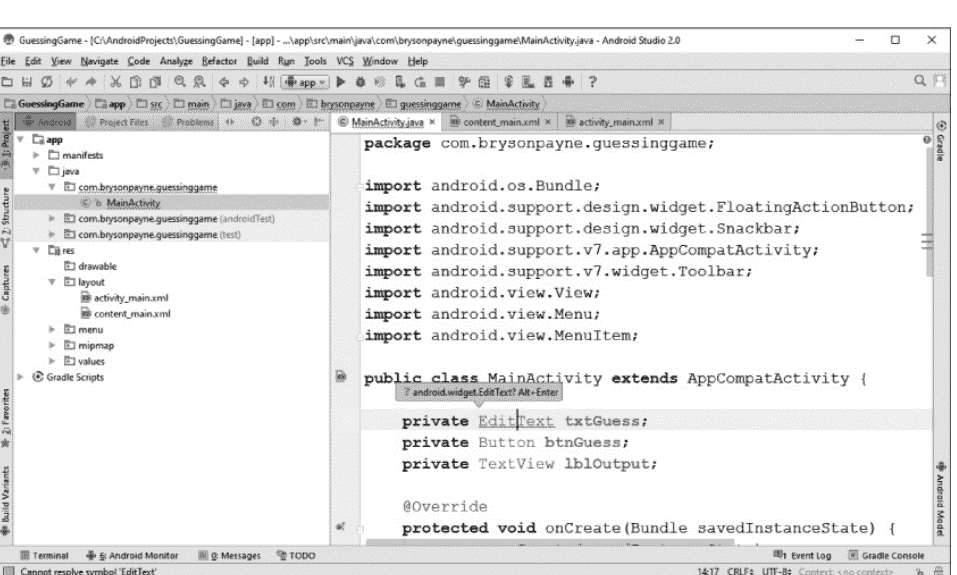 GuessingGame - [C:\AndroidProjects\GuessingGame] - [app] - ...\app\src\main\java\com\brysonpayne\guessinggame\MainActivity.java - Android Studio 2.0
File Edit View Navigate Code Analyze Refactor Build Run Tools VCS Window Help
app
GuessingGame app src main java com brysonpayne guessinggame MainActivity
Android Project Files Problems
MainActivity.java × content_main.xml × activity_main.xml ×
1: Project
Z: Structure
Captures
2: Favorites
Build Variants
app
manifests
java
com.brysonpayne.guessinggame
MainActivity
com.brysonpayne.guessinggame (androidTest)
com.brysonpayne.guessinggame (test)
res
drawable
layout
activity_main.xml
content_main.xml
menu
mipmap
values
Gradle Scripts
package com.brysonpayne.guessinggame;
import android.os.Bundle;
import android.support.design.widget.FloatingActionButton;
import android.support.design.widget.Snackbar;
import android.support.v7.app.AppCompatActivity;
import android.support.v7.widget.Toolbar;
import android.view.View;
import android.view.Menu;
import android.view.MenuItem;
public class MainActivity extends AppCompatActivity {
? android.widget.EditText? Alt+Enter
private EditText txtGuess;
private Button btnGuess;
private TextView lblOutput;
@Override
protected void onCreate(Bundle savedInstanceState) {
Gradle
Android Model
Terminal 6: Android Monitor 0: Messages TODO
1 Event Log Gradle Console
Cannot resolve symbol 'EditText'
14:17 CRLF UTF-8 Context: <no context>